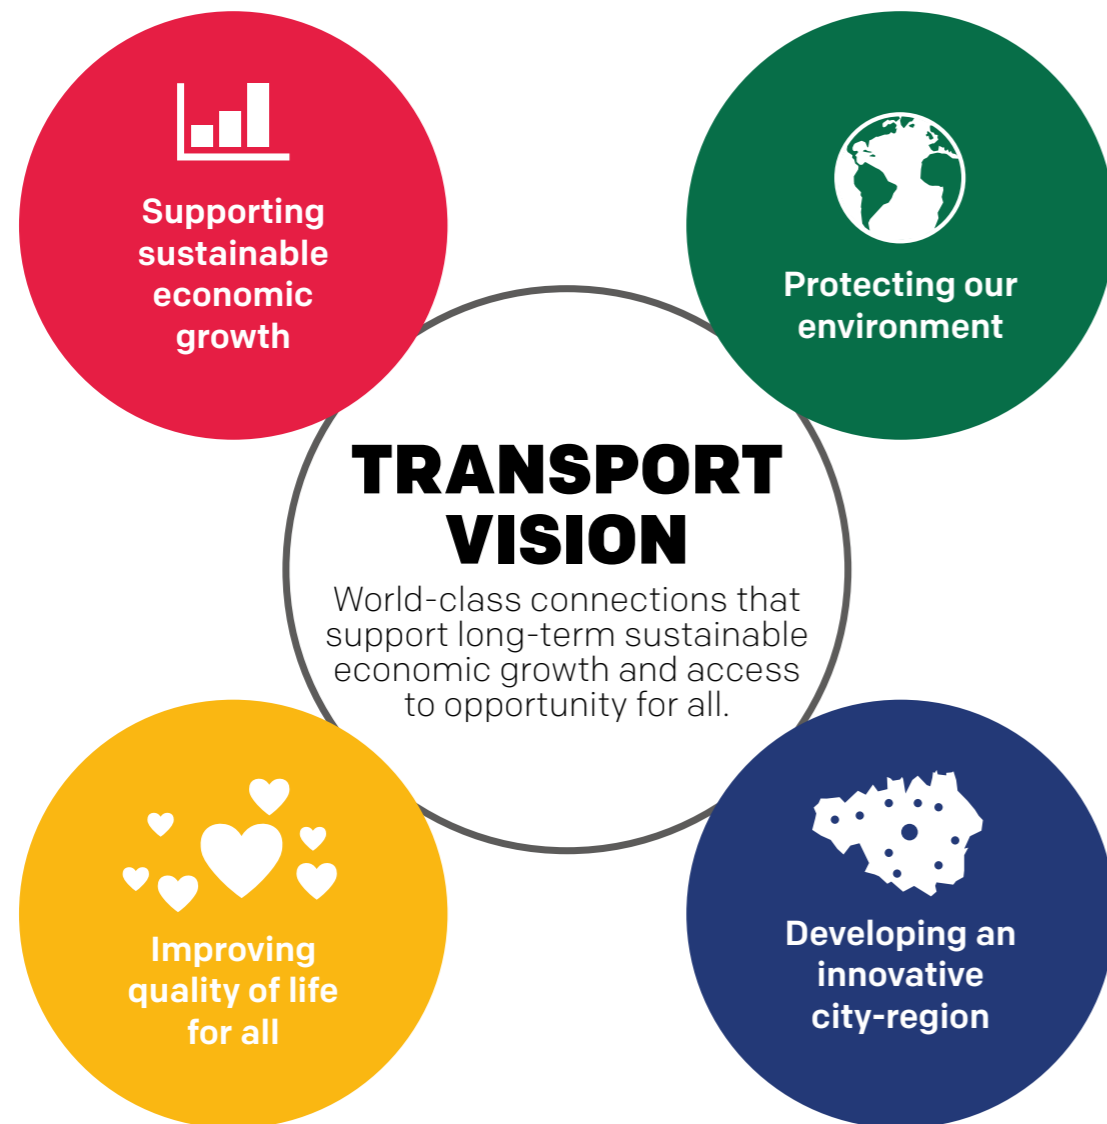 Supporting
sustainable
economic
growth
Protecting our
environment
TRANSPORT
VISION
World-class connections that
support long-term sustainable
economic growth and access
to opportunity for all.
Improving
quality of life
for all
Developing an
innovative
city-region